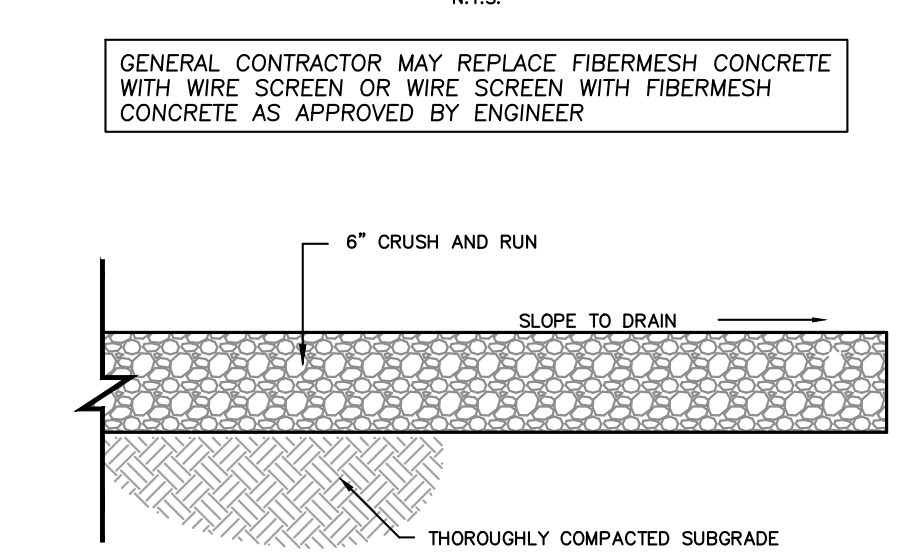 N.T.S.
GENERAL CONTRACTOR MAY REPLACE FIBERMESH CONCRETE
WITH WIRE SCREEN OR WIRE SCREEN WITH FIBERMESH
CONCRETE AS APPROVED BY ENGINEER
6" CRUSH AND RUN
SLOPE TO DRAIN
THOROUGHLY COMPACTED SUBGRADE